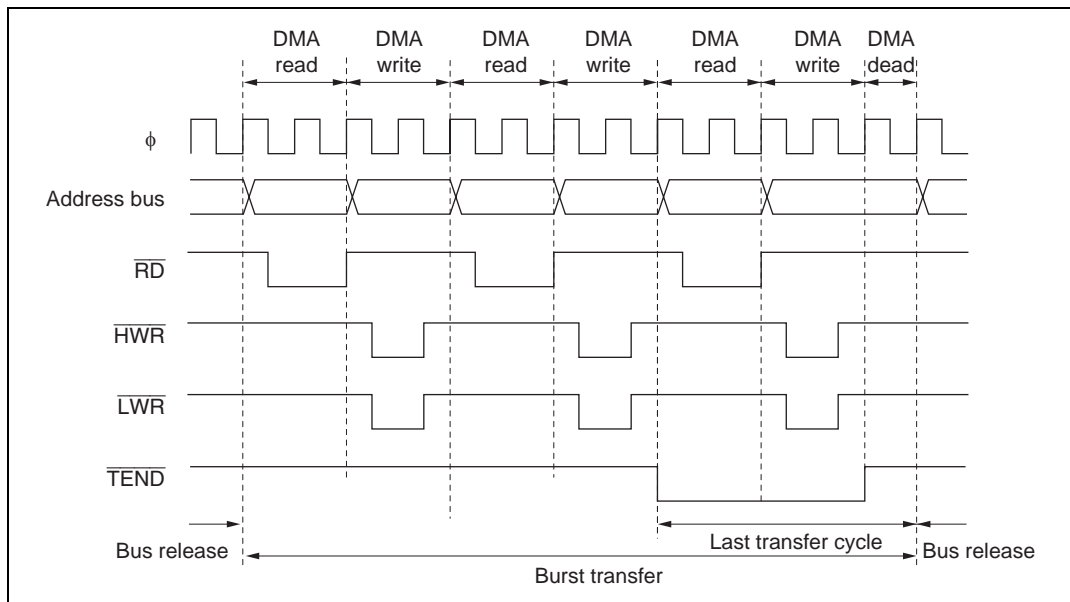 DMA read
DMA write
DMA read
DMA write
DMA read
DMA write
DMA dead
ϕ
Address bus
RD
HWR
LWR
TEND
Bus release
Last transfer cycle
Bus release
Burst transfer